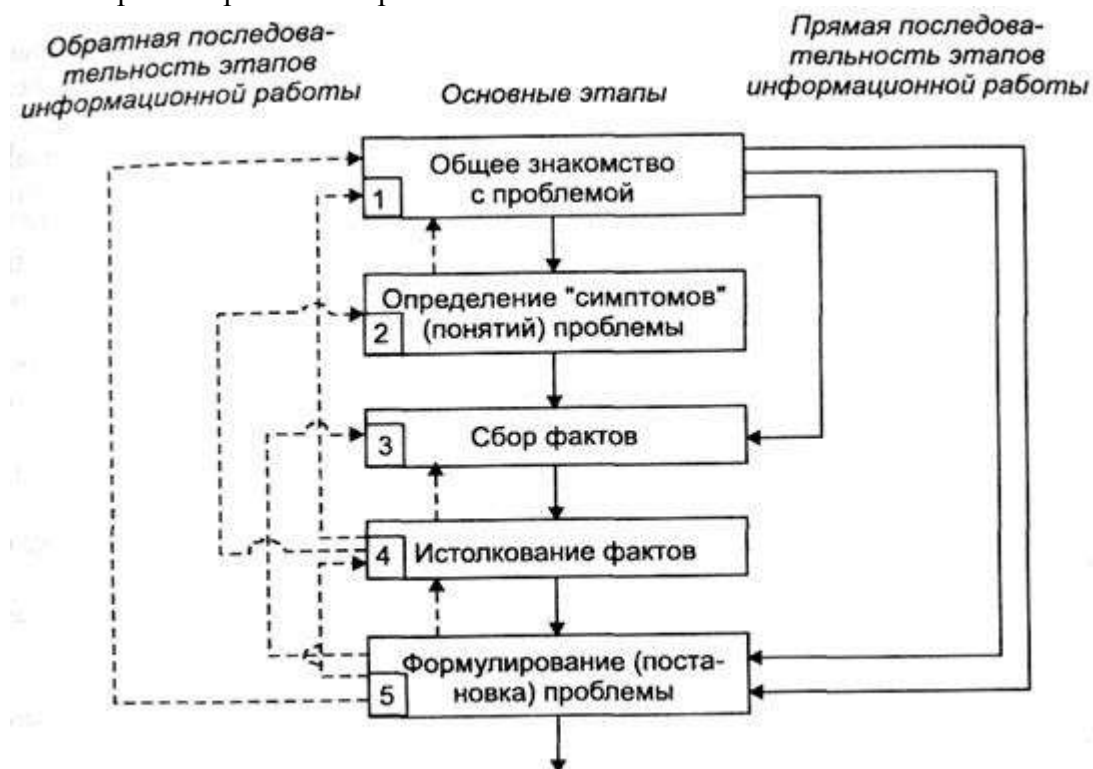 Обратная последова-
тельность этапов
информационной работы
Основные этапы
Прямая последова-
тельность этапов
информационной работы
Общее знакомство
с проблемой
1
Определение "симптомов"
(понятий) проблемы
2
Сбор фактов
3
Истолкование фактов
4
Формулирование (поста-
новка) проблемы
5